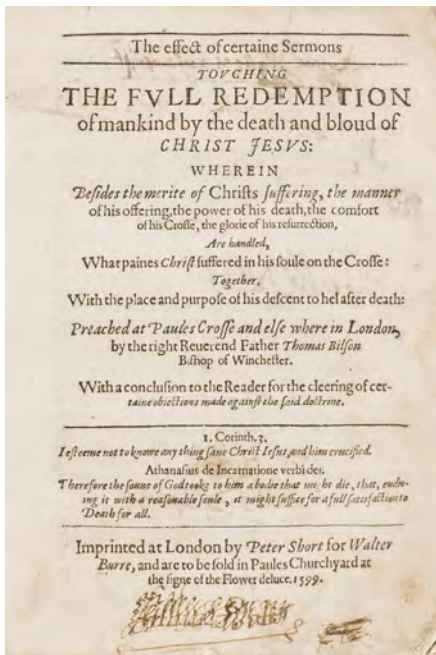 The effect of certaine Sermons
TOVCHING
THE FVLL REDEMPTION
of mankind by the death and bloud of
CHRIST JESVS:
WHEREIN
Besides the merite of Christs suffering, the manner
of his offering, the power of his death, the comfort
of his Crosse, the glorie of his resurrection,
Are handled,
What paines Christ suffered in his soule on the Crosse:
Together,
With the place and purpose of his descent to hel after death:
Preached at Paules Crosse and else where in London,
by the right Reuerend Father Thomas Bilson
Bishop of Winchester.
With a conclusion to the Reader for the cleering of cer-
taine obiections made against the said doctrine.
1. Corinth. 2.
I esteeme not to knowe any thing saue Christ Iesus, and him crucified.
Athanasius de Incarnatione verbi dei.
Therefore the sonne of God tooke to him a bodie that might die, that, enduing
it with a reasonable soule, it might suffice for a full satisfaction to
Death for all.
Imprinted at London by Peter Short for Walter
Burre, and are to be sold in Paules Churchyard at
the signe of the Flower deluce. 1599.